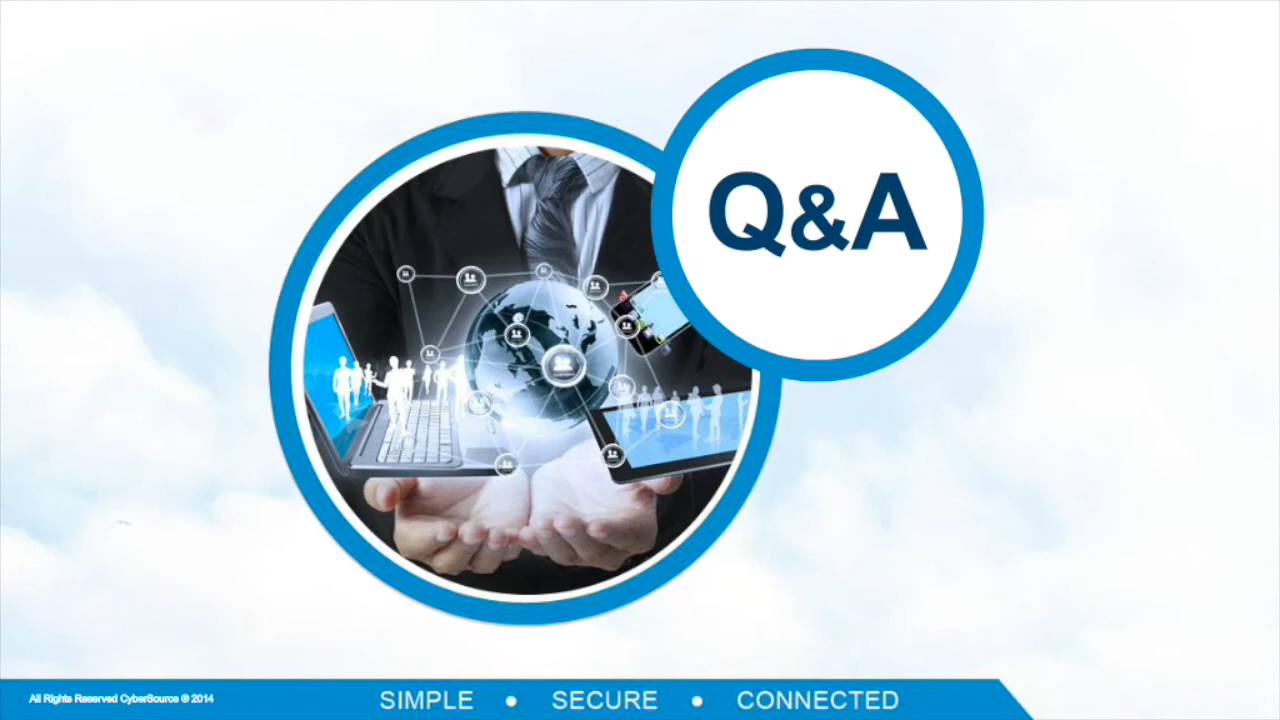 Q&A
All Rights Reserved CyberSource ® 2014
SIMPLE • SECURE • CONNECTED